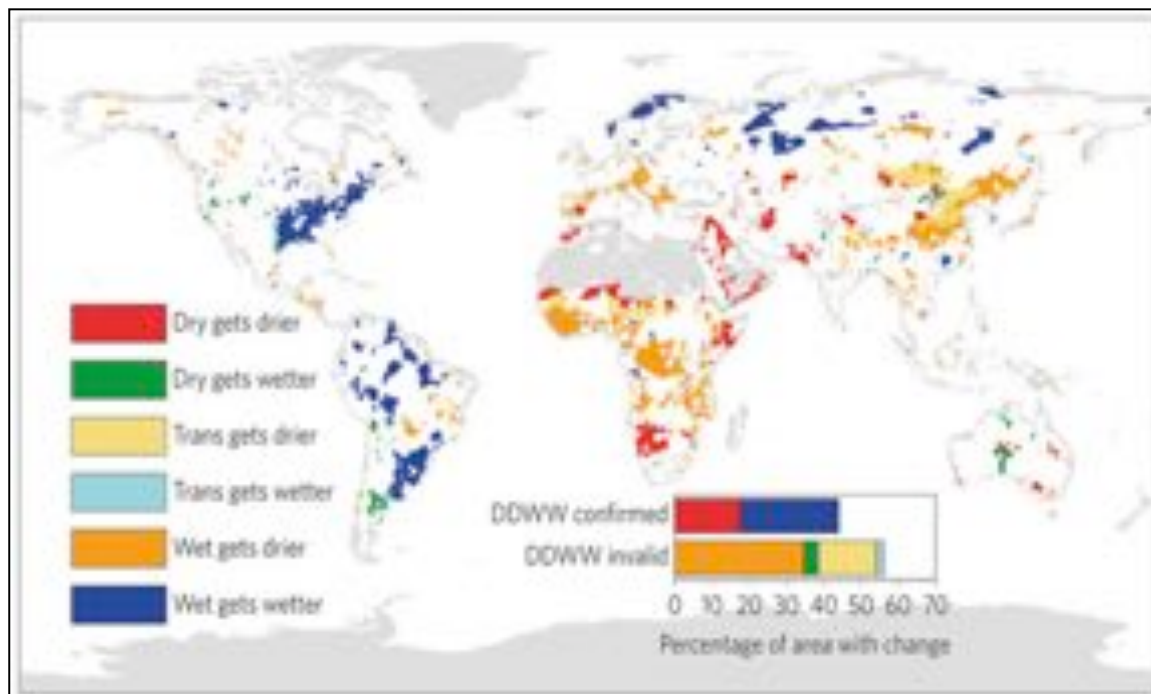 Dry gets drier
Dry gets wetter
Trans gets drier
Trans gets wetter
Wet gets drier
Wet gets wetter
DDWW confirmed
DDWW invalid
0 10 20 30 40 50 60 70
Percentage of area with change